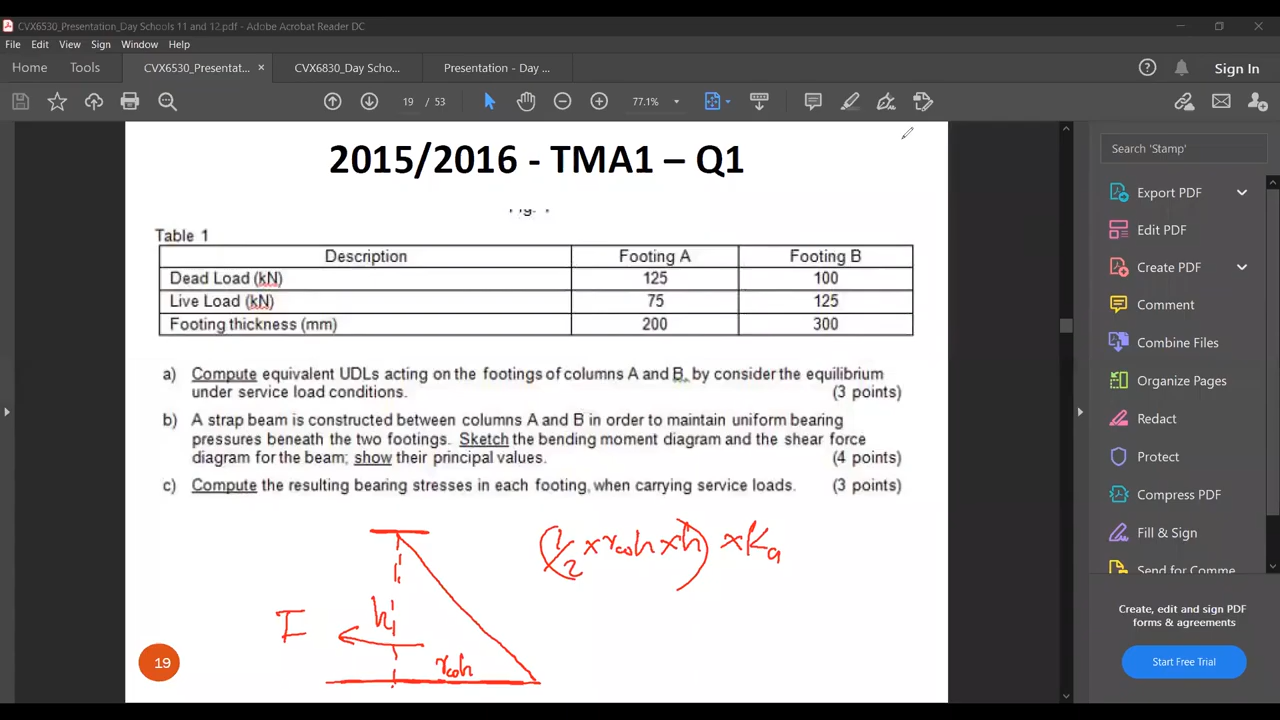 CVX6530_Presentation_Day Schools 11 and 12.pdf - Adobe Acrobat Reader DC
File Edit View Sign Window Help
Home Tools CVX6530_Presentat... × CVX6830_Day Scho... Presentation - Day ... Sign In
19 / 53 77.1%
2015/2016 - TMA1 – Q1
Search 'Stamp'
Table 1
Description Footing A Footing B
Dead Load (kN) 125 100
Live Load (kN) 75 125
Footing thickness (mm) 200 300
a) Compute equivalent UDLs acting on the footings of columns A and B, by consider the equilibrium
under service load conditions. (3 points)
b) A strap beam is constructed between columns A and B in order to maintain uniform bearing
pressures beneath the two footings. Sketch the bending moment diagram and the shear force
diagram for the beam; show their principal values. (4 points)
c) Compute the resulting bearing stresses in each footing, when carrying service loads. (3 points)
h
19
Export PDF
Edit PDF
Create PDF
Comment
Combine Files
Organize Pages
Redact
Protect
Compress PDF
Fill & Sign
Send for Comme
Create, edit and sign PDF
forms & agreements
Start Free Trial